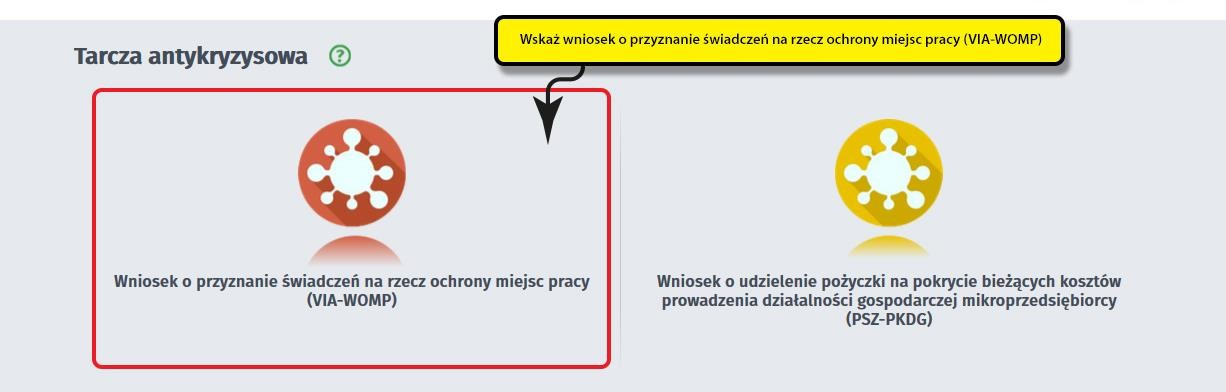 Wskaż wniosek o przyznanie świadczeń na rzecz ochrony miejsc pracy (VIA-WOMP)
Tarcza antykryzysowa ?
Wniosek o przyznanie świadczeń na rzecz ochrony miejsc pracy
(VIA-WOMP)
Wniosek o udzielenie pożyczki na pokrycie bieżących kosztów
prowadzenia działalności gospodarczej mikroprzedsiębiorcy
(PSZ-PKDG)